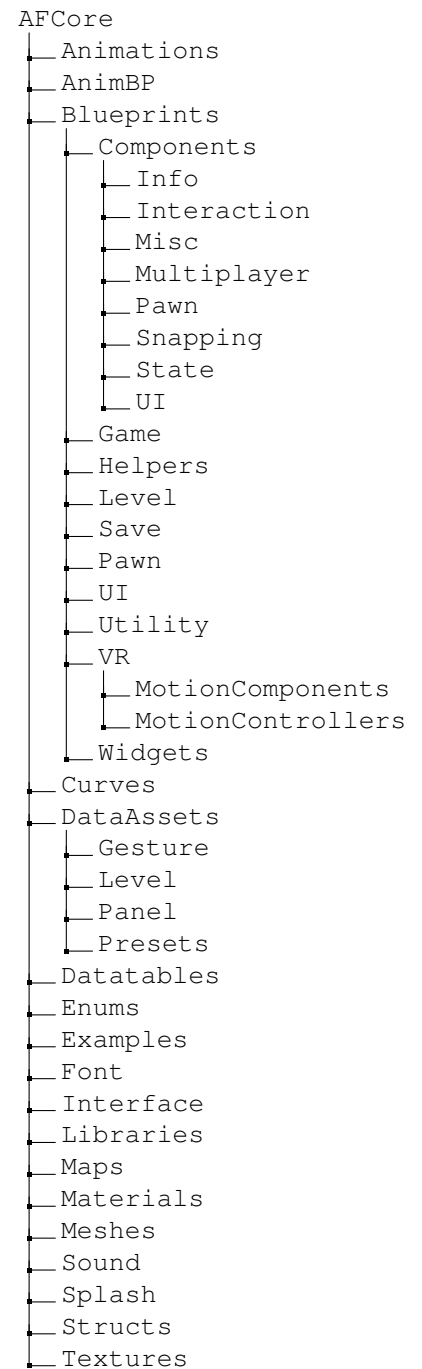 AFCore
Animations
AnimBP
Blueprints
Components
Info
Interaction
Misc
Multiplayer
Pawn
Snapping
State
UI
Game
Helpers
Level
Save
Pawn
UI
Utility
VR
MotionComponents
MotionControllers
Widgets
Curves
DataAssets
Gesture
Level
Panel
Presets
Datatables
Enums
Examples
Font
Interface
Libraries
Maps
Materials
Meshes
Sound
Splash
Structs
Textures